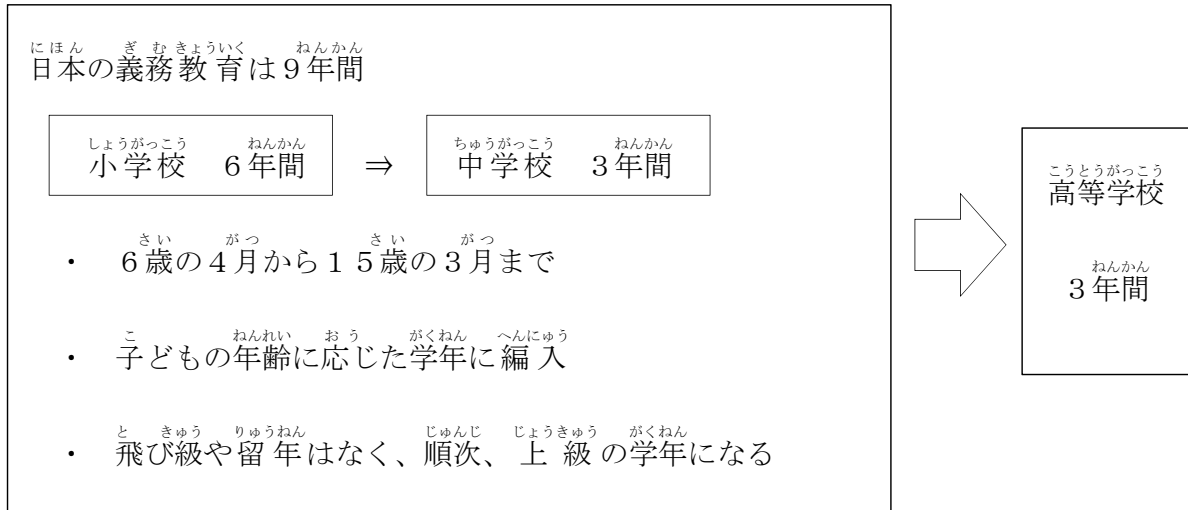 日本の義務教育は9年間
小学校　6年間　⇒　中学校　3年間
・　6歳の4月から15歳の3月まで
・　子どもの年齢に応じた学年に編入
・　飛び級や留年はなく、順次、上級の学年になる
高等学校
3年間